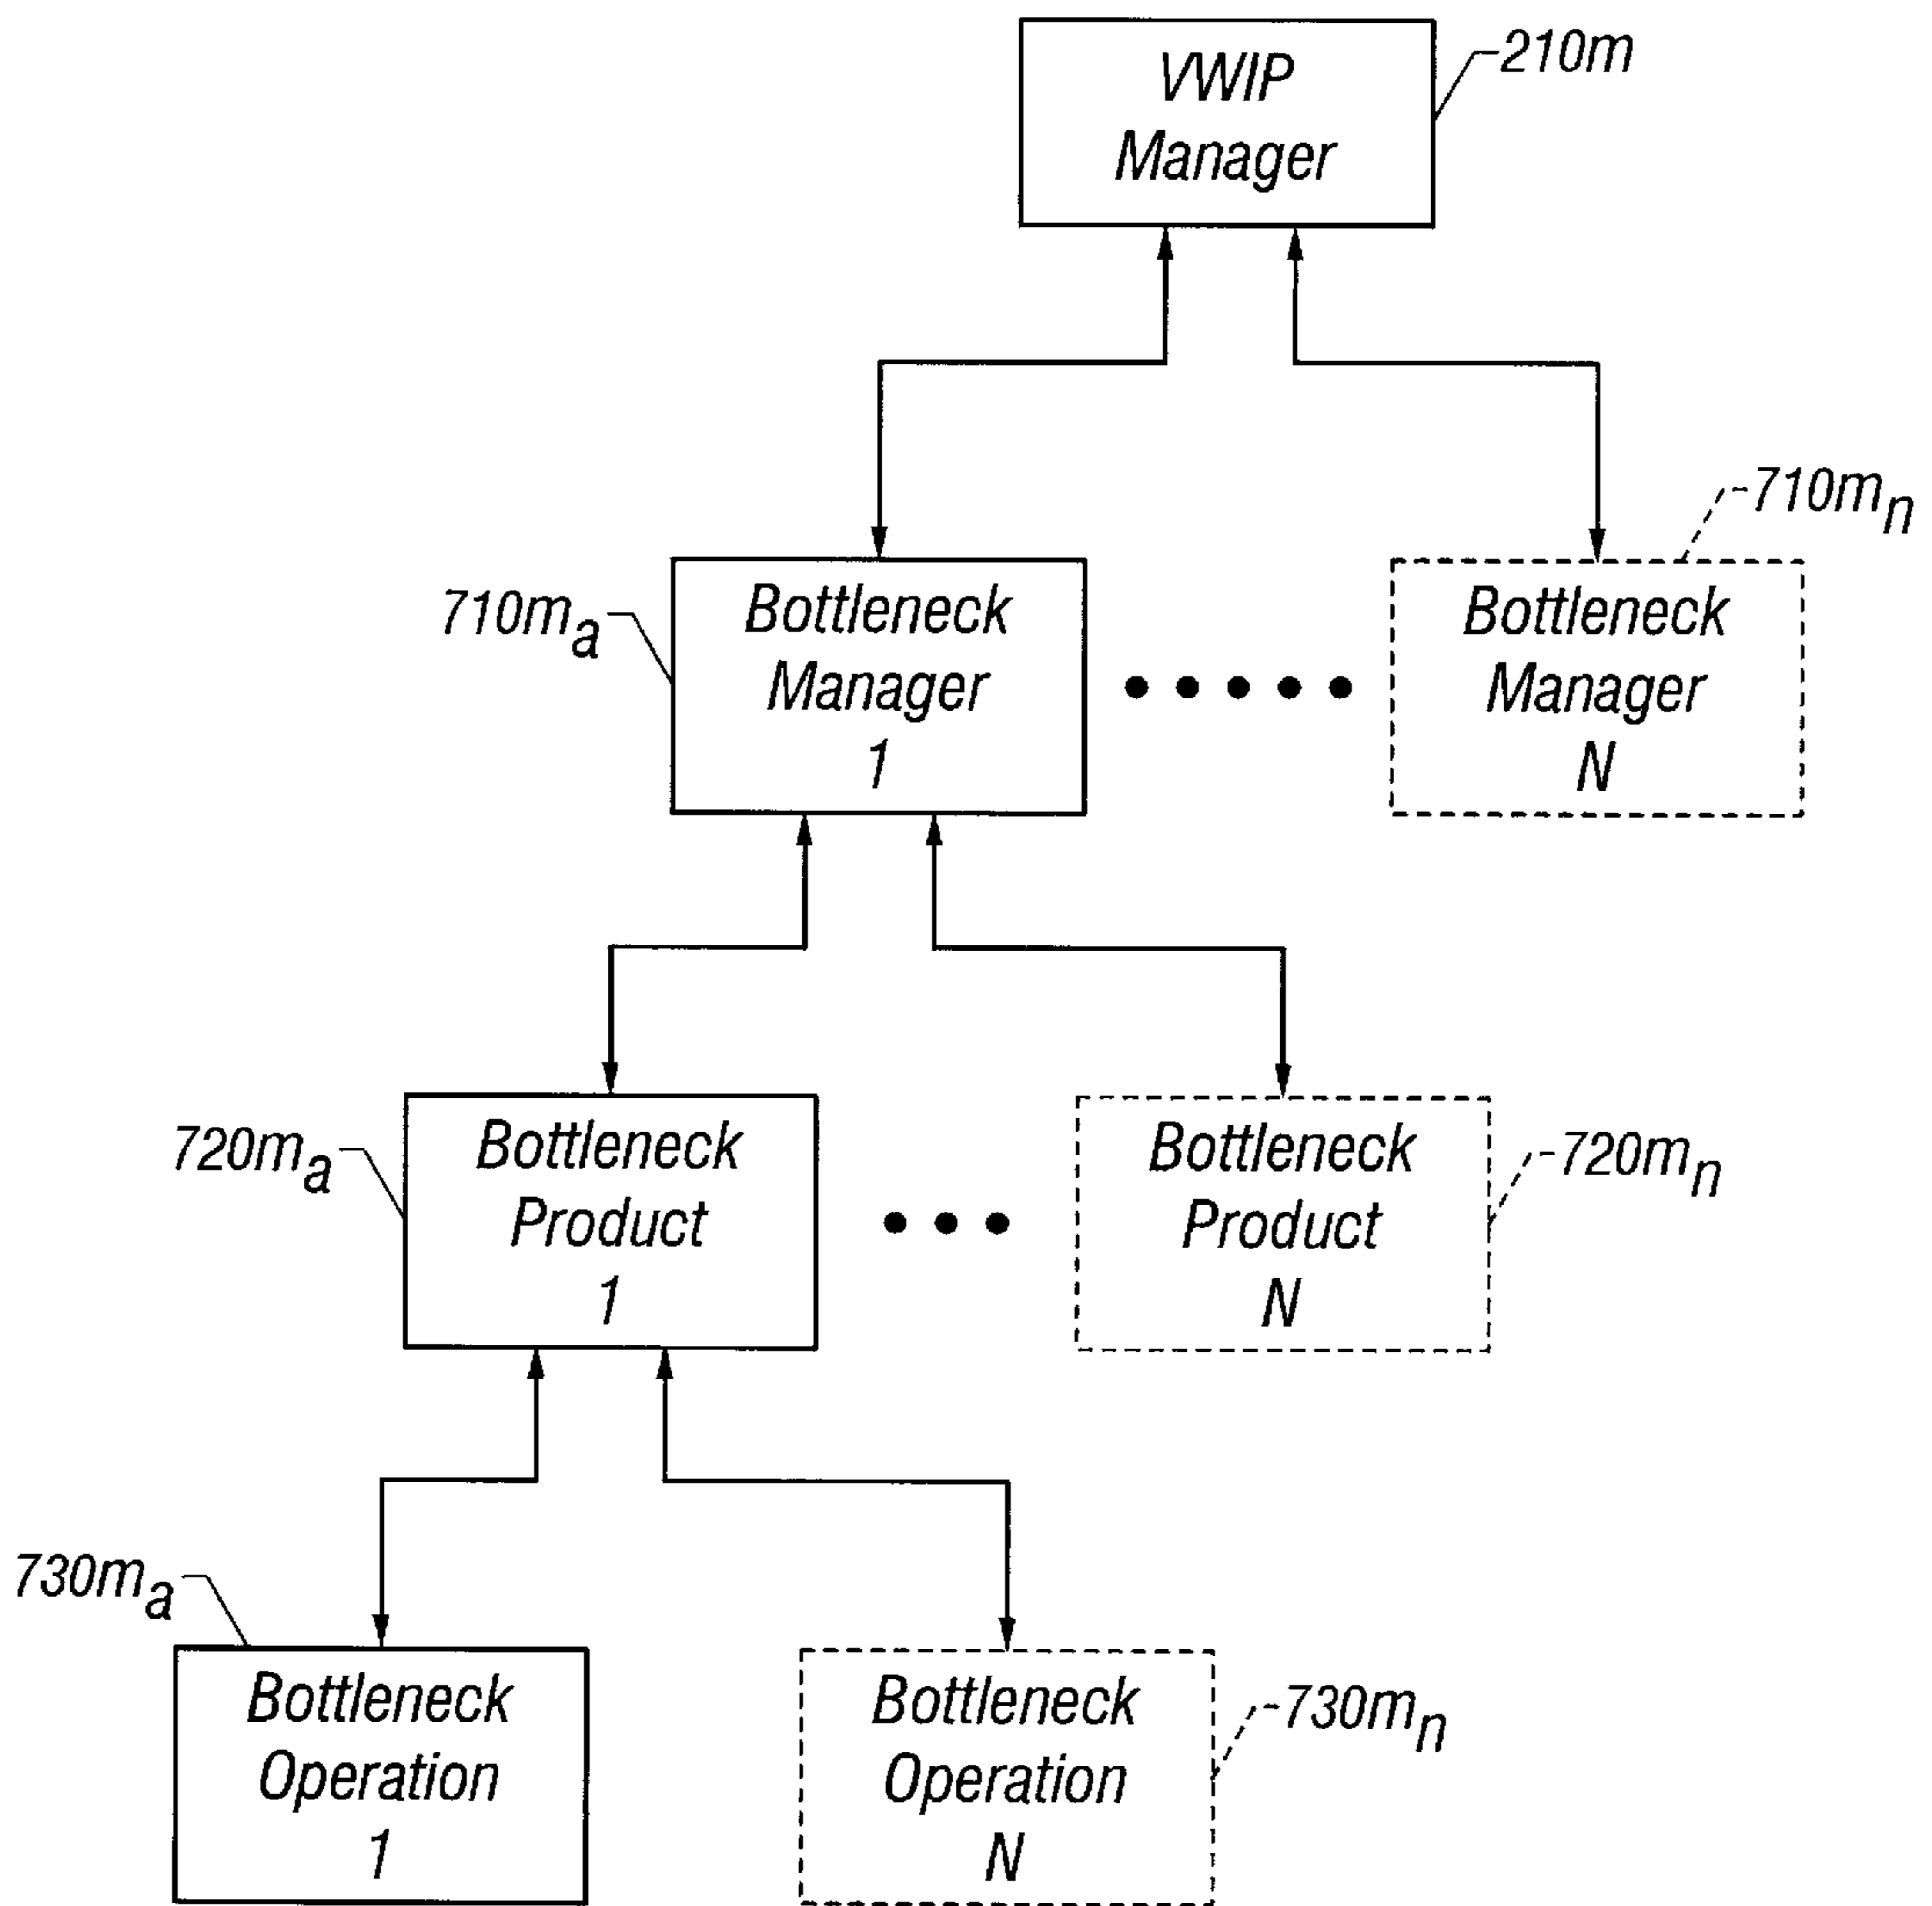 VWIP
Manager
210m
710mₙ
710mₐ
Bottleneck
Manager
1
Bottleneck
Manager
N
720mₐ
Bottleneck
Product
1
Bottleneck
Product
N
720mₙ
730mₐ
Bottleneck
Operation
1
Bottleneck
Operation
N
730mₙ